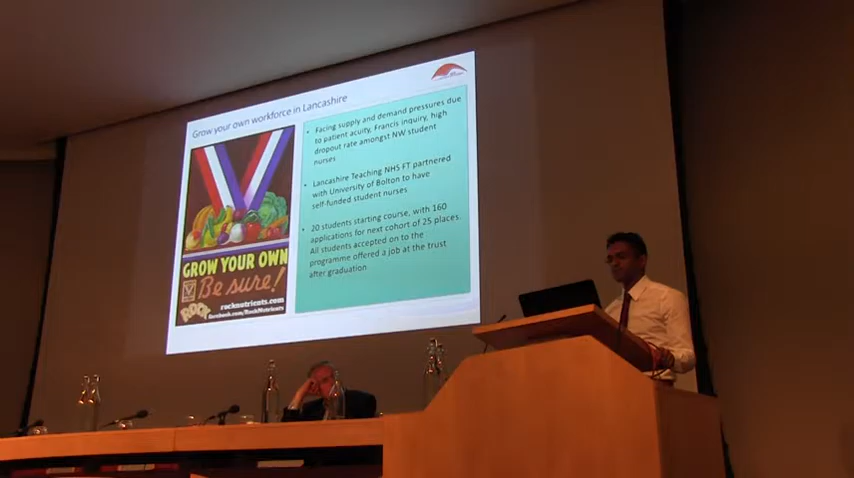 Grow your own workforce in Lancashire
• Facing supply and demand pressures due
to patient acuity, Francis inquiry, high
dropout rate amongst NW student
nurses
• Lancashire Teaching NHS FT partnered
with University of Bolton to have
self-funded student nurses
• 20 students starting course, with 160
applications for next cohort of 25 places.
All students accepted on to the
programme offered a job at the trust
after graduation
GROW YOUR OWN
Be sure!
ROCK
rocknutrients.com
facebook.com/RockNutrients